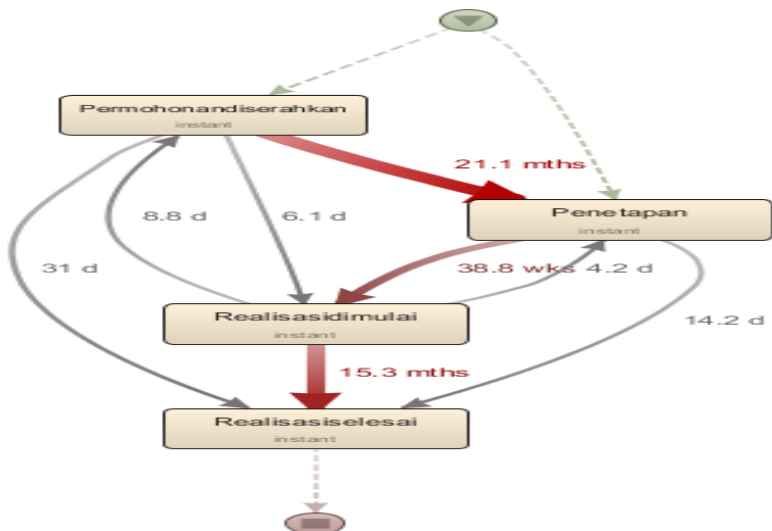 Permohonandiserahkan
instant
21.1 mths
Penetapan
instant
8.8 d
6.1 d
31 d
38.8 wks
4.2 d
Realisasidimulai
instant
14.2 d
15.3 mths
Realisasiselesai
instant